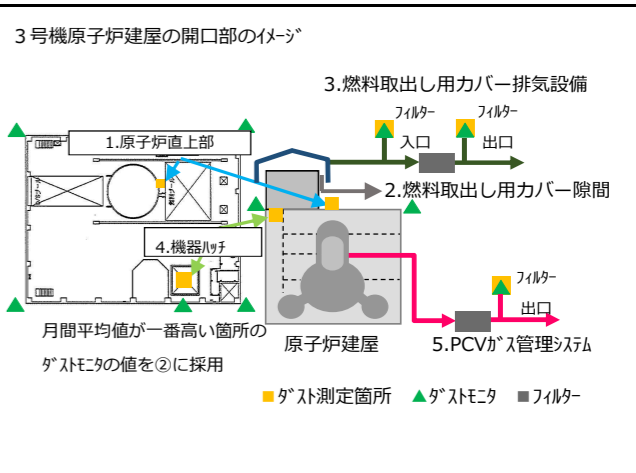 ３号機原子炉建屋の開口部のｲﾒｰｼﾞ
3.燃料取出し用カバー排気設備
ﾌｨﾙﾀｰ
ﾌｨﾙﾀｰ
入口
出口
1.原子炉直上部
2.燃料取出し用カバー隙間
4.機器ﾊｯﾁ
ﾌｨﾙﾀｰ
出口
月間平均値が一番高い箇所の
ﾀﾞｽﾄﾓﾆﾀの値を②に採用
原子炉建屋
5.PCVｶﾞｽ管理ｼｽﾃﾑ
ﾀﾞｽﾄ測定箇所
ﾀﾞｽﾄﾓﾆﾀ
ﾌｨﾙﾀｰ